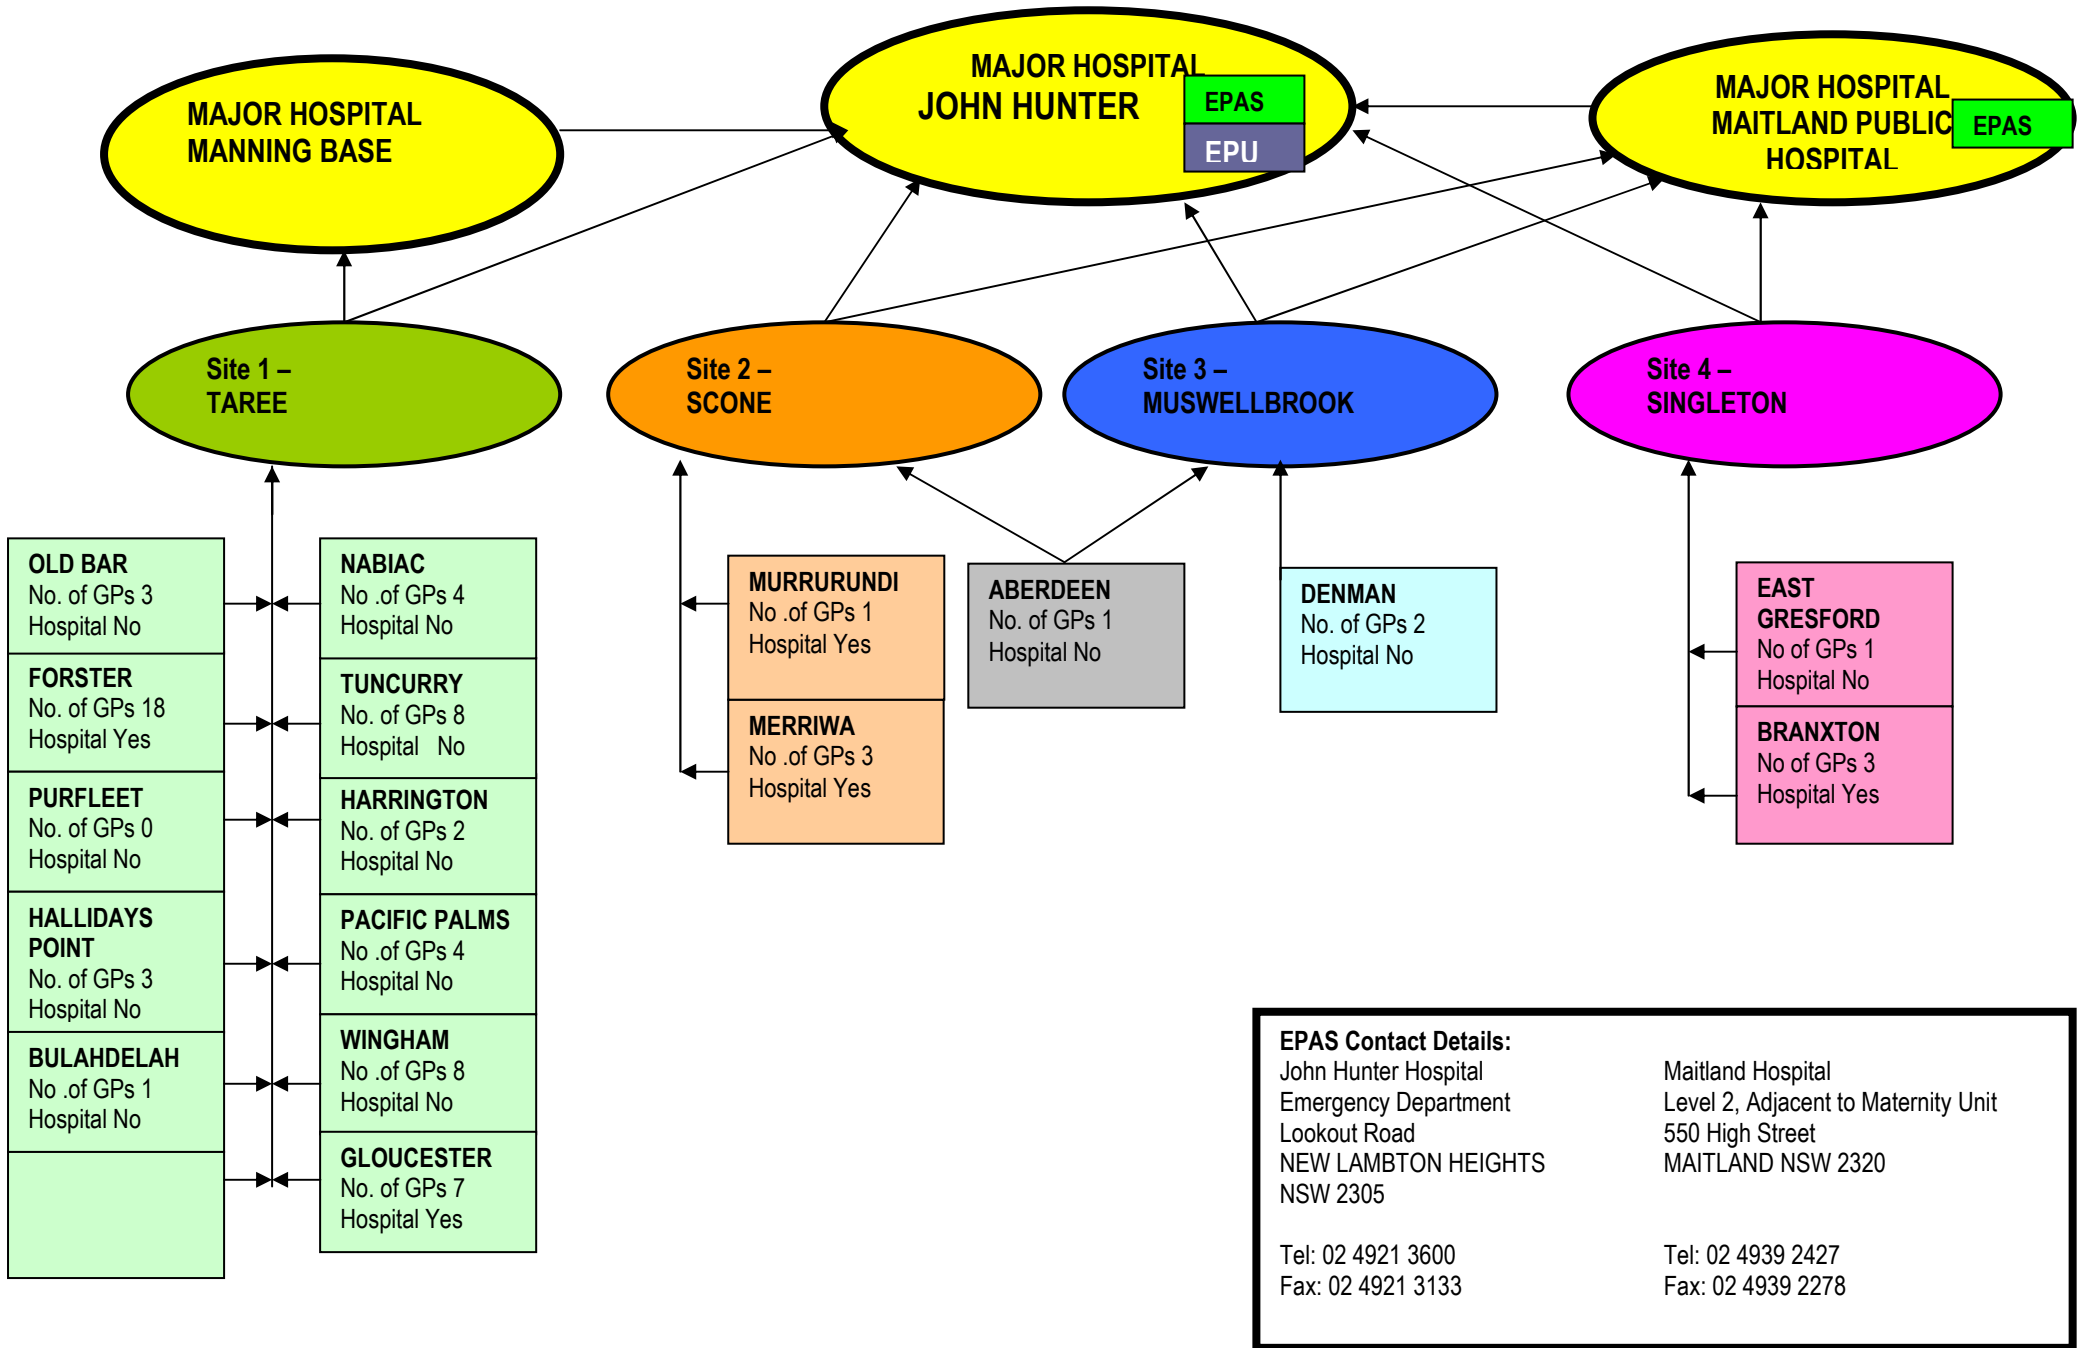 MAJOR HOSPITAL
MANNING BASE
MAJOR HOSPITAL
JOHN HUNTER
EPAS
EPU
MAJOR HOSPITAL
MAITLAND PUBLIC
HOSPITAL
EPAS
Site 1 –
TAREE
Site 2 –
SCONE
Site 3 –
MUSWELLBROOK
Site 4 –
SINGLETON
OLD BAR
No. of GPs 3
Hospital No
FORSTER
No. of GPs 18
Hospital Yes
PURFLEET
No. of GPs 0
Hospital No
HALLIDAYS
POINT
No. of GPs 3
Hospital No
BULAHDELAH
No .of GPs 1
Hospital No
NABIAC
No .of GPs 4
Hospital No
TUNCURRY
No. of GPs 8
Hospital   No
HARRINGTON
No. of GPs 2
Hospital No
PACIFIC PALMS
No .of GPs 4
Hospital No
WINGHAM
No .of GPs 8
Hospital No
GLOUCESTER
No. of GPs 7
Hospital Yes
MURRURUNDI
No .of GPs 1
Hospital Yes
MERRIWA
No .of GPs 3
Hospital Yes
ABERDEEN
No. of GPs 1
Hospital No
DENMAN
No. of GPs 2
Hospital No
EAST
GRESFORD
No of GPs 1
Hospital No
BRANXTON
No of GPs 3
Hospital Yes
EPAS Contact Details:
John Hunter Hospital
Emergency Department
Lookout Road
NEW LAMBTON HEIGHTS
NSW 2305
Tel: 02 4921 3600
Fax: 02 4921 3133
Maitland Hospital
Level 2, Adjacent to Maternity Unit
550 High Street
MAITLAND NSW 2320
Tel: 02 4939 2427
Fax: 02 4939 2278